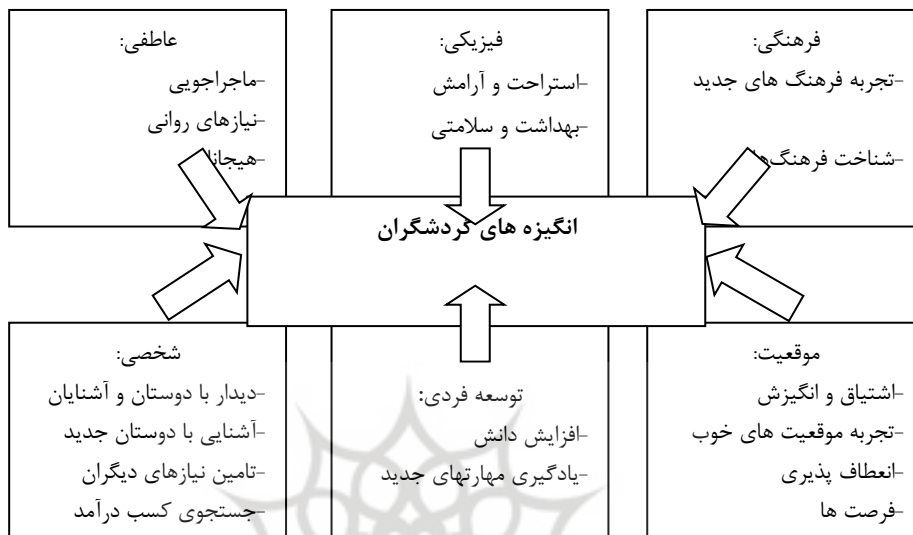 فرهنگی:
-تجربه فرهنگ های جدید
-شناخت فرهنگ
فیزیکی:
-استراحت و آرامش
-بهداشت و سلامتی
عاطفی:
-ماجراجویی
-نیازهای روانی
انگیزه های گردشگران
موقعیت:
-اشتیاق و انگیزش
-تجربه موقعیت های خوب
-انعطاف پذیری
-فرصت ها
توسعه فردی:
-افزایش دانش
-یادگیری مهارتهای جدید
شخصی:
-دیدار با دوستان و آشنایان
-آشنایی با دوستان جدید
-تامین نیازهای دیگران
-جستجوی کسب درآمد